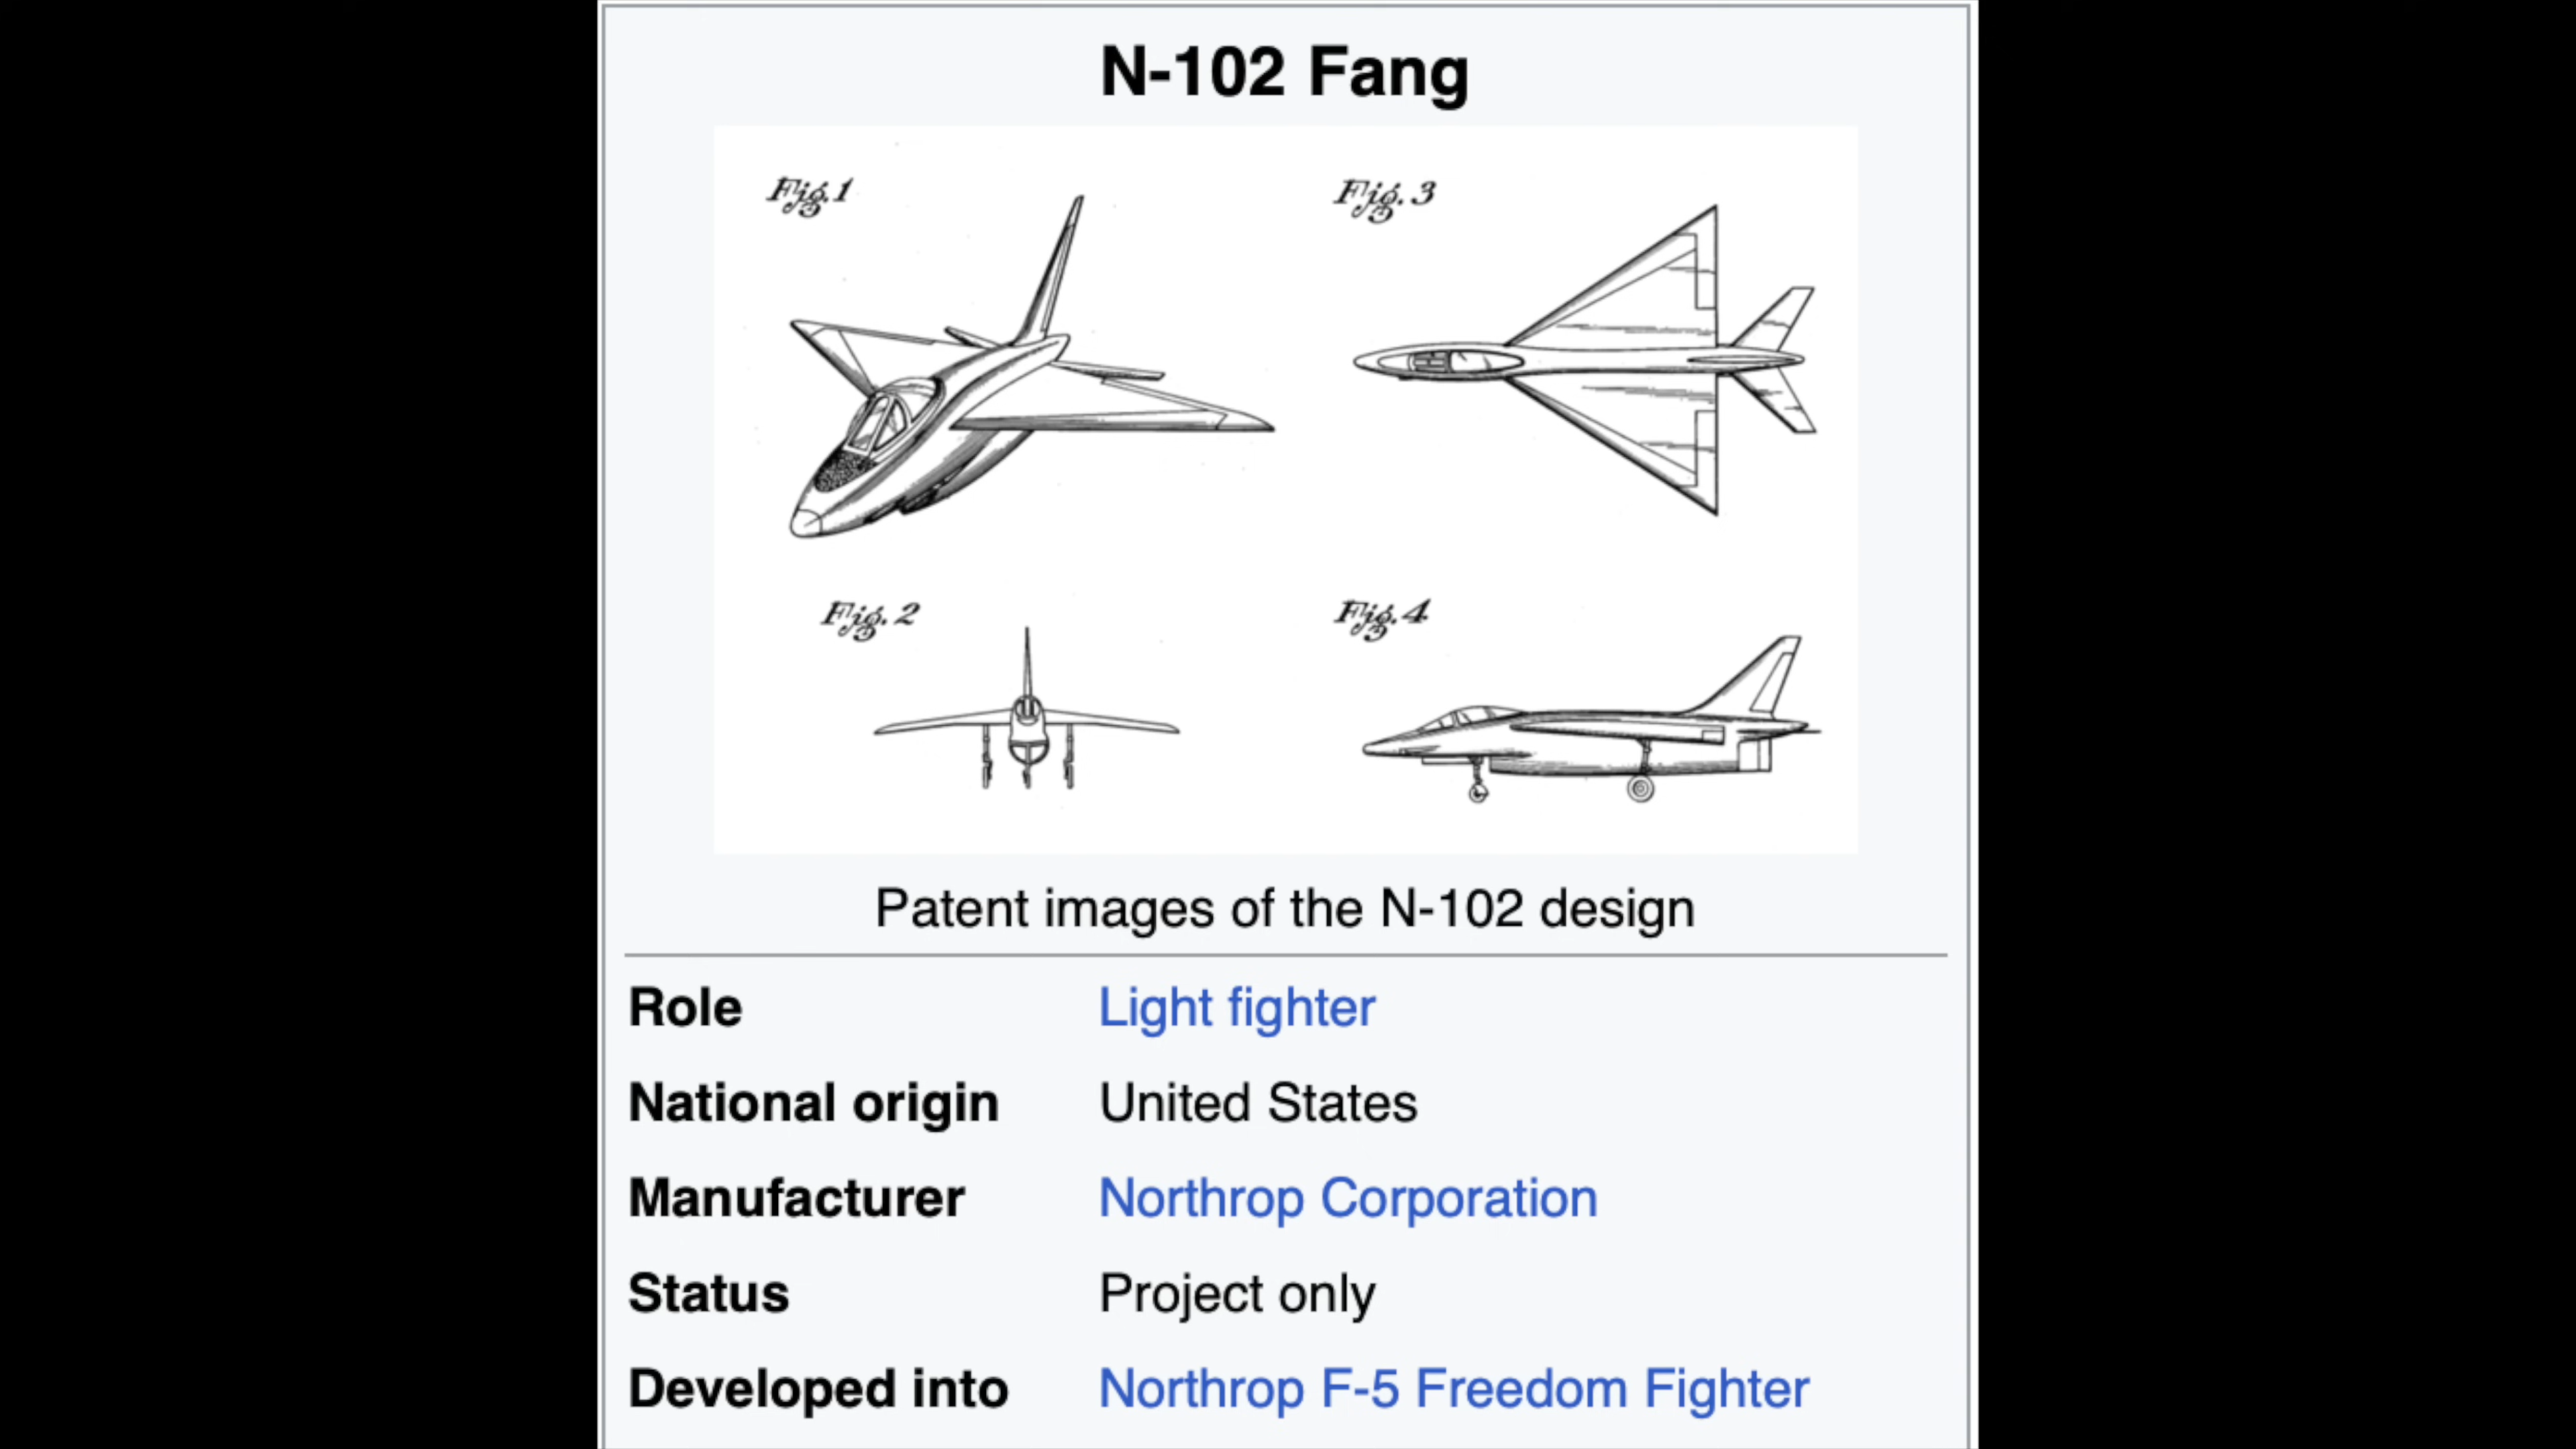 N-102 Fang
Fig. 1
Fig. 3
Fig. 2
Fig. 4
Patent images of the N-102 design
Role Light fighter
National origin United States
Manufacturer Northrop Corporation
Status Project only
Developed into Northrop F-5 Freedom Fighter